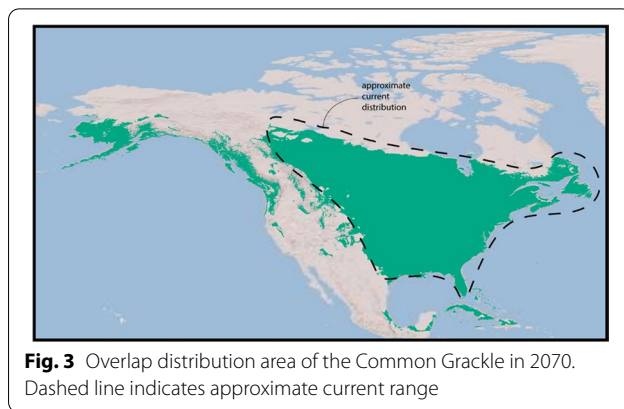 approximate
current
distribution
Fig. 3 Overlap distribution area of the Common Grackle in 2070.
Dashed line indicates approximate current range